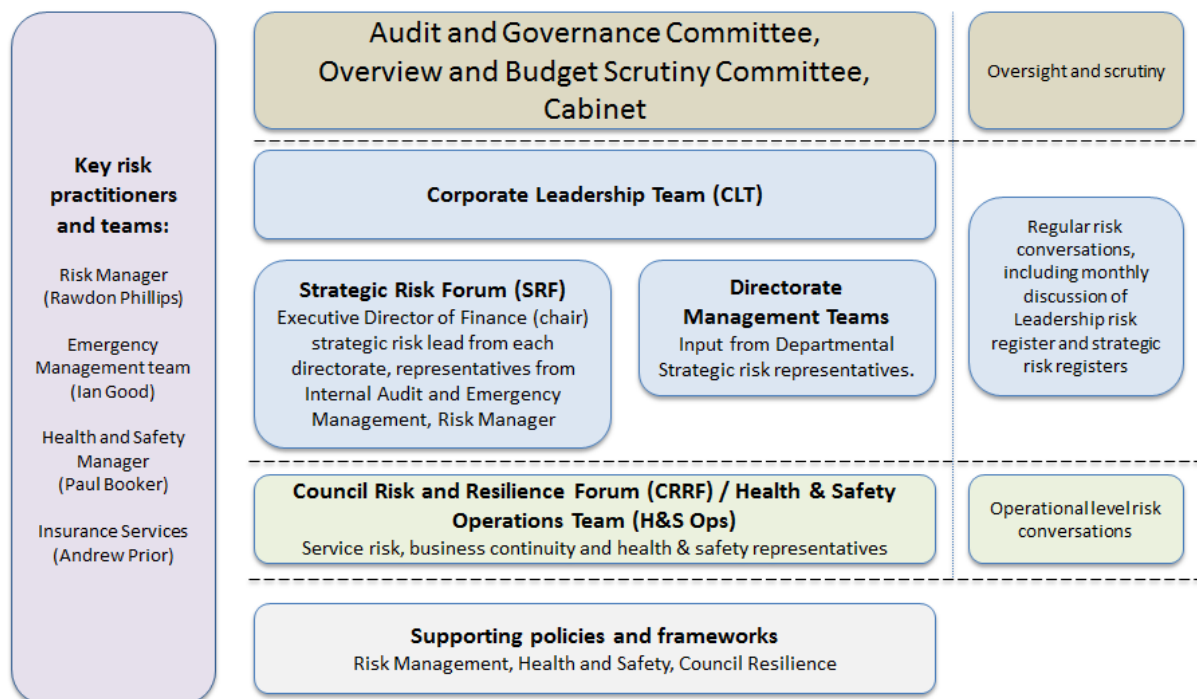 Key risk
practitioners
and teams:
Risk Manager
(Rawdon Phillips)
Emergency
Management team
(Ian Good)
Health and Safety
Manager
(Paul Booker)
Insurance Services
(Andrew Prior)
Audit and Governance Committee,
Overview and Budget Scrutiny Committee,
Cabinet
Oversight and scrutiny
Corporate Leadership Team (CLT)
Strategic Risk Forum (SRF)
Executive Director of Finance (chair)
strategic risk lead from each
directorate, representatives from
Internal Audit and Emergency
Management, Risk Manager
Directorate
Management Teams
Input from Departmental
Strategic risk representatives.
Regular risk
conversations,
including monthly
discussion of
Leadership risk
register and strategic
risk registers
Council Risk and Resilience Forum (CRRF) / Health & Safety
Operations Team (H&S Ops)
Service risk, business continuity and health & safety representatives
Operational level risk
conversations
Supporting policies and frameworks
Risk Management, Health and Safety, Council Resilience